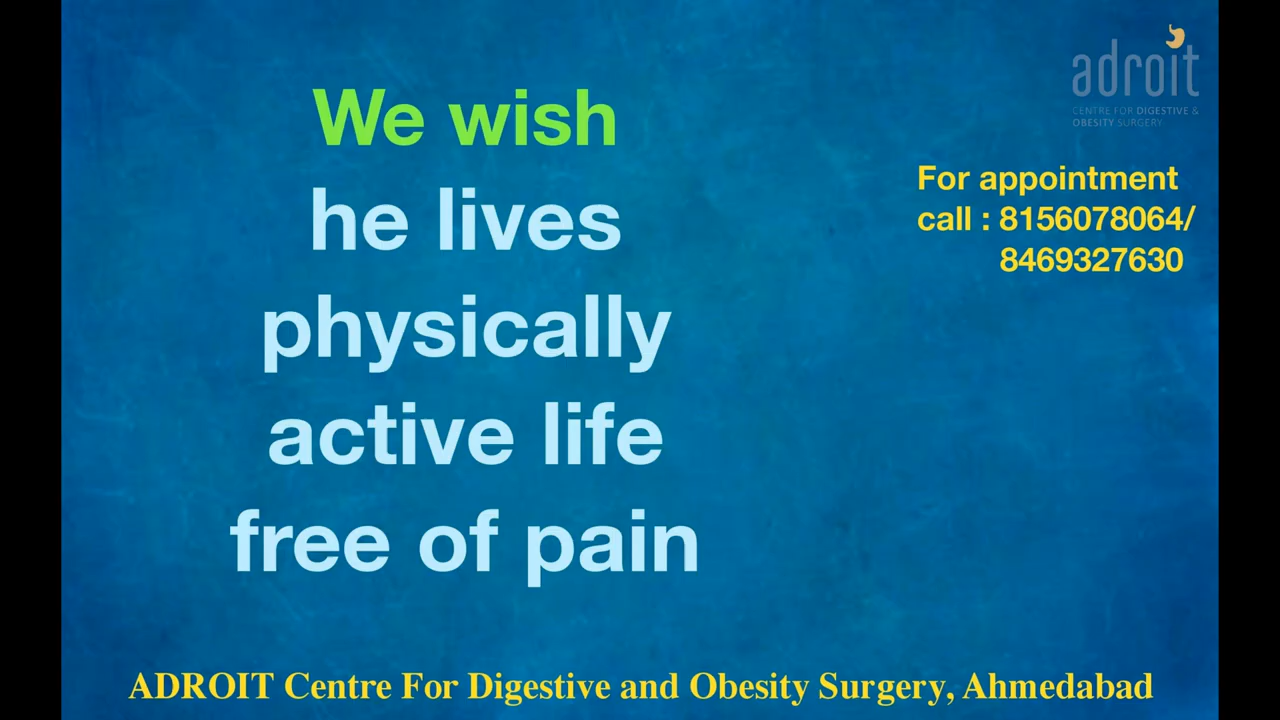 We wish
he lives
physically
active life
free of pain
adroit
CENTRE FOR DIGESTIVE &
OBESITY SURGERY
For appointment
call : 8156078064/
8469327630
ADROIT Centre For Digestive and Obesity Surgery, Ahmedabad